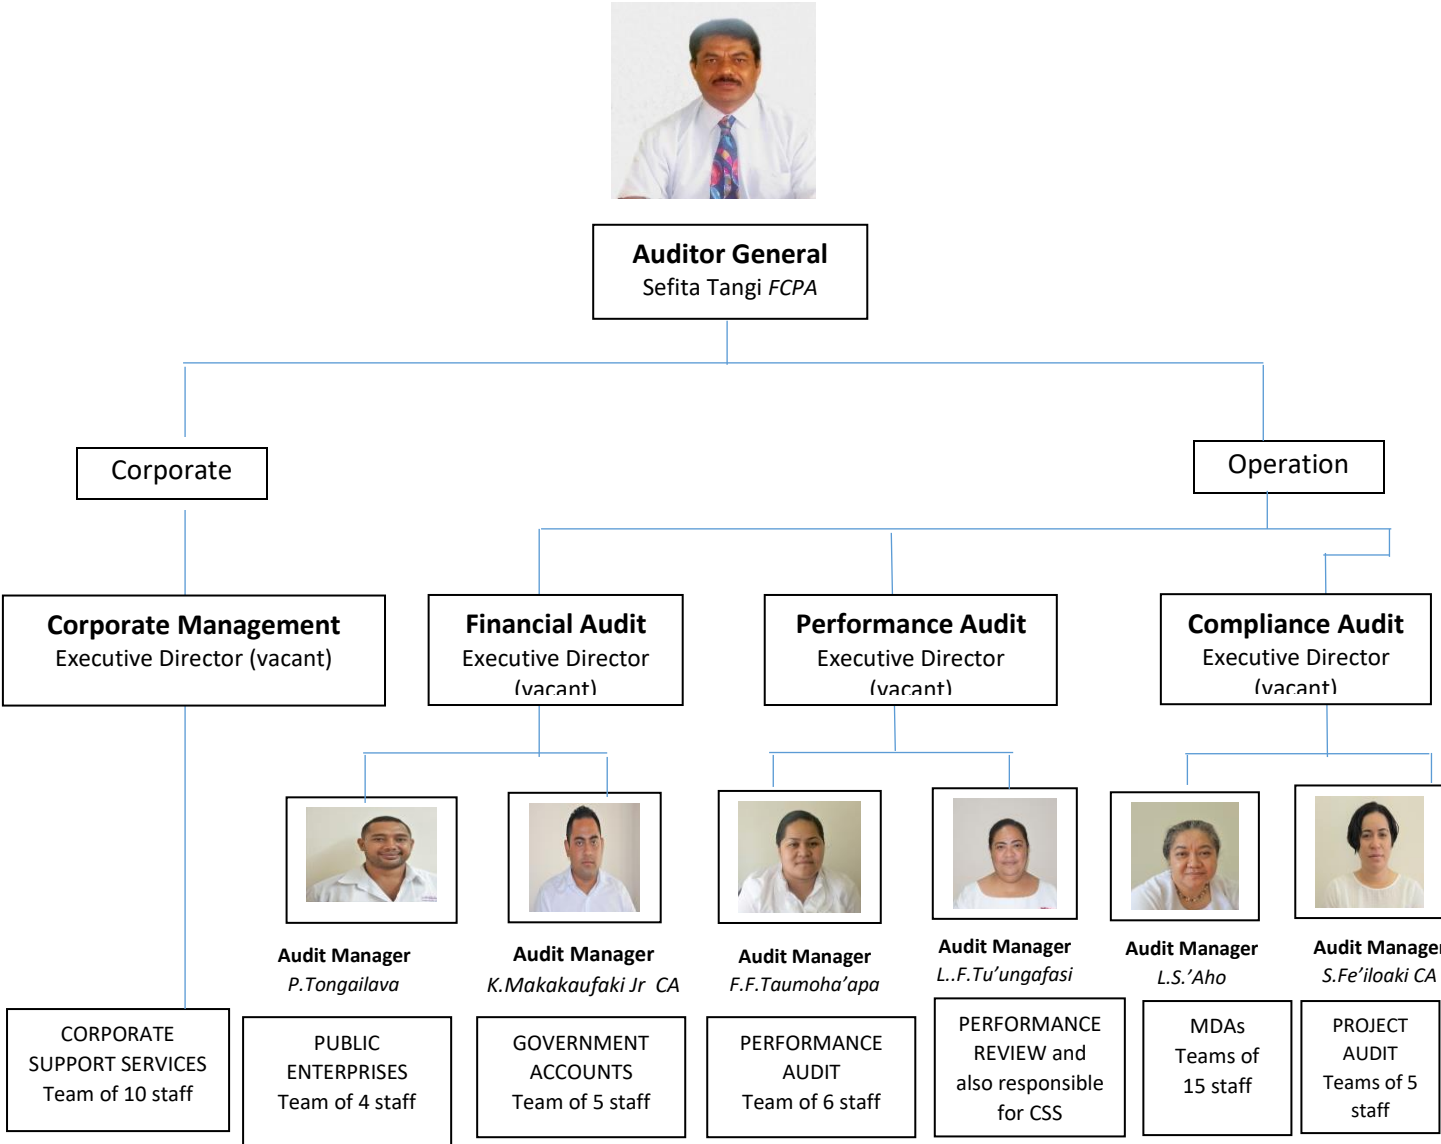 Auditor General
Sefita Tangi FCPA
Corporate
Operation
Corporate Management
Executive Director (vacant)
Financial Audit
Executive Director
(vacant)
Performance Audit
Executive Director
(vacant)
Compliance Audit
Executive Director
(vacant)
Audit Manager
P.Tongailava
Audit Manager
K.Makakaufaki Jr CA
Audit Manager
F.F.Taumoha’apa
Audit Manager
L..F.Tu’ungafasi
Audit Manager
L.S.’Aho
Audit Manager
S.Fe’iloaki CA
CORPORATE
SUPPORT SERVICES
Team of 10 staff
PUBLIC
ENTERPRISES
Team of 4 staff
GOVERNMENT
ACCOUNTS
Team of 5 staff
PERFORMANCE
AUDIT
Team of 6 staff
PERFORMANCE
REVIEW and
also responsible
for CSS
MDAs
Teams of
15 staff
PROJECT
AUDIT
Teams of 5
staff